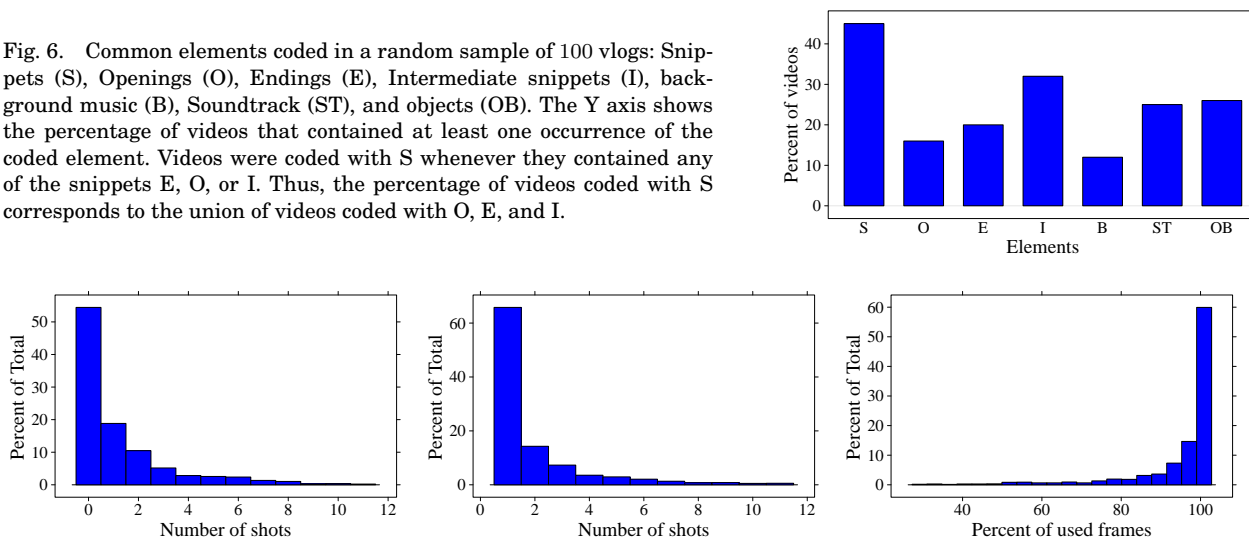 Fig. 6. Common elements coded in a random sample of 100 vlogs: Snip-
pets (S), Openings (O), Endings (E), Intermediate snippets (I), back-
ground music (B), Soundtrack (ST), and objects (OB). The Y axis shows
the percentage of videos that contained at least one occurrence of the
coded element. Videos were coded with S whenever they contained any
of the snippets E, O, or I. Thus, the percentage of videos coded with S
corresponds to the union of videos coded with O, E, and I.
Percent of videos
40
30
20
10
0
S O E I B ST OB
Elements
Percent of Total
50
40
30
20
10
0
0 2 4 6 8 10 12
Number of shots
Percent of Total
60
40
20
0
0 2 4 6 8 10 12
Number of shots
Percent of Total
60
50
40
30
20
10
0
40 60 80 100
Percent of used frames